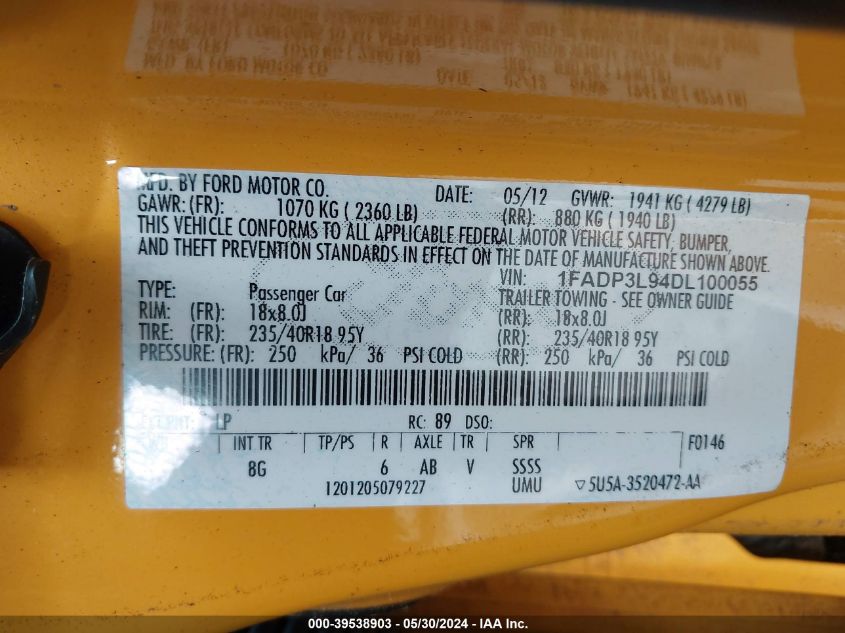 MFD. BY FORD MOTOR CO. DATE: 05/12 GVWR: 1941 KG ( 4279 LB)
GAWR: (FR): 1070 KG ( 2360 LB) (RR): 880 KG ( 1940 LB)
THIS VEHICLE CONFORMS TO ALL APPLICABLE FEDERAL MOTOR VEHICLE SAFETY, BUMPER,
AND THEFT PREVENTION STANDARDS IN EFFECT ON THE DATE OF MANUFACTURE SHOWN ABOVE.
VIN: 1FADP3L94DL100055
TYPE: Passenger Car TRAILER TOWING - SEE OWNER GUIDE
RIM: (FR): 18x8.0J (RR): 18x8.0J
TIRE: (FR): 235/40R18 95Y (RR): 235/40R18 95Y
PRESSURE: (FR): 250 kPa/ 36 PSI COLD (RR): 250 kPa/ 36 PSI COLD
EXT PNT: LP RC: 89 DSO:
INT TR TP/PS R AXLE TR SPR F0146
8G 6 AB V SSSS
1201205079227 UMU ▽5U5A-3520472-AA
000-39538903 - 05/30/2024 - IAA Inc.